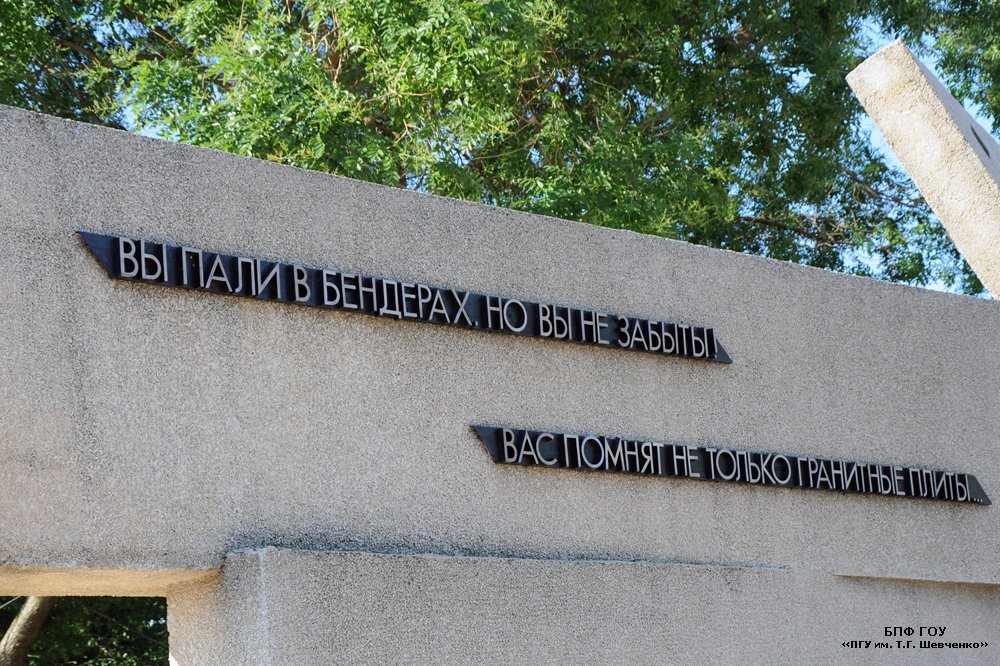 ВЫ ПАЛИ В БЕНДЕРАХ, НО ВЫ НЕ ЗАБЫТЫ!
ВАС ПОМНЯТ НЕ ТОЛЬКО ГРАНИТНЫЕ ПЛИТЫ...
БПФ ГОУ
«ПГУ им. Т.Г. Шевченко»